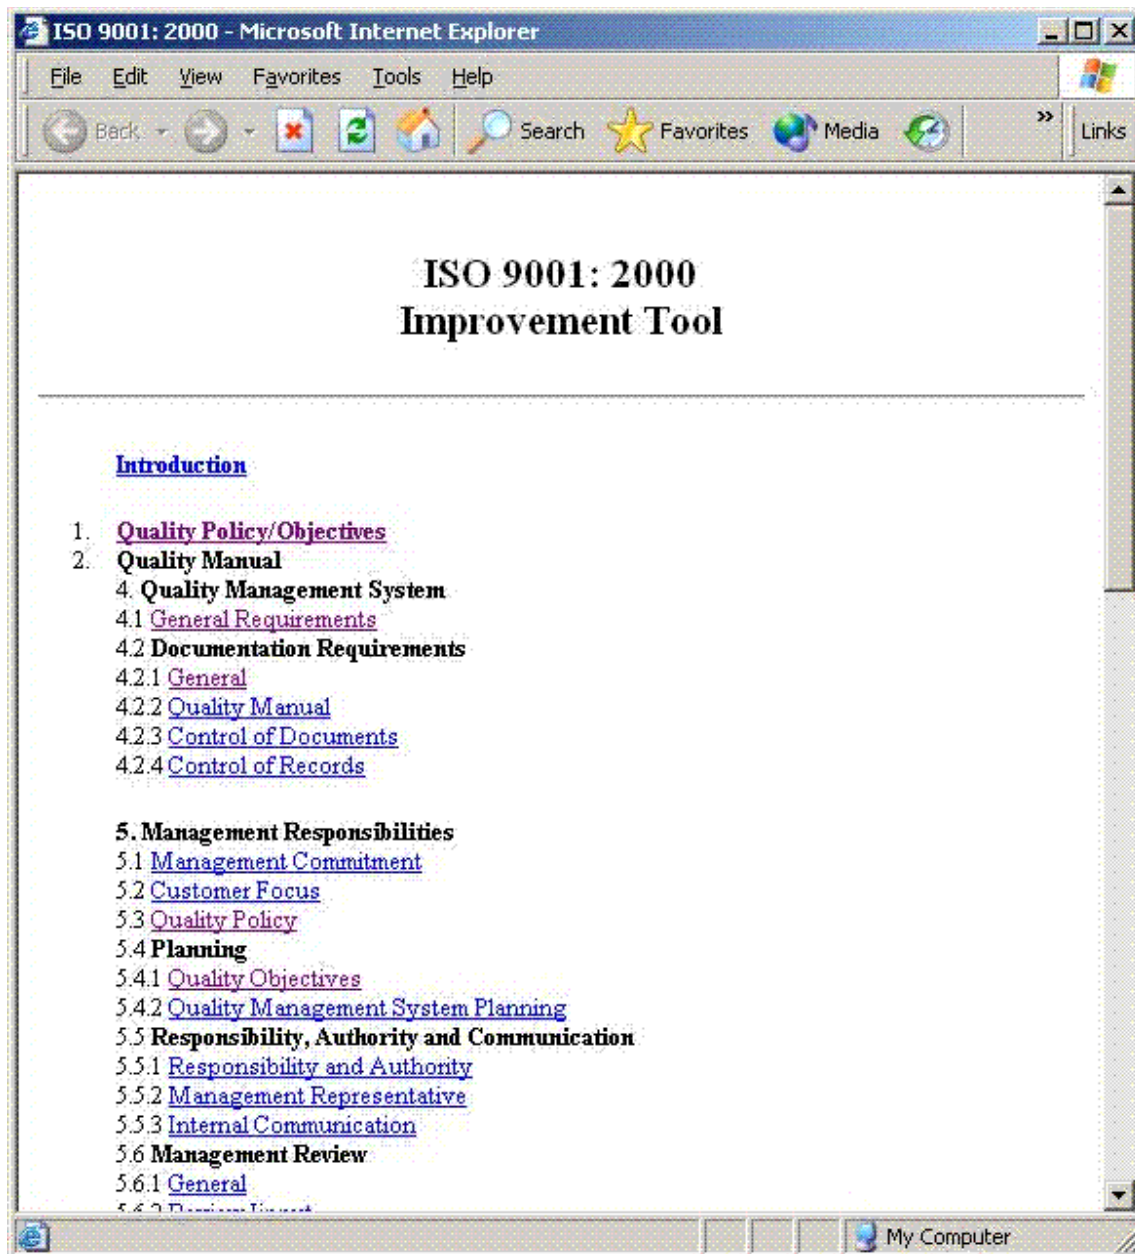 ISO 9001: 2000 - Microsoft Internet Explorer
File Edit View Favorites Tools Help
Back Search Favorites Media » Links
ISO 9001: 2000
Improvement Tool
Introduction
1. Quality Policy/Objectives
2. Quality Manual
4. Quality Management System
4.1 General Requirements
4.2 Documentation Requirements
4.2.1 General
4.2.2 Quality Manual
4.2.3 Control of Documents
4.2.4 Control of Records
5. Management Responsibilities
5.1 Management Commitment
5.2 Customer Focus
5.3 Quality Policy
5.4 Planning
5.4.1 Quality Objectives
5.4.2 Quality Management System Planning
5.5 Responsibility, Authority and Communication
5.5.1 Responsibility and Authority
5.5.2 Management Representative
5.5.3 Internal Communication
5.6 Management Review
5.6.1 General
My Computer